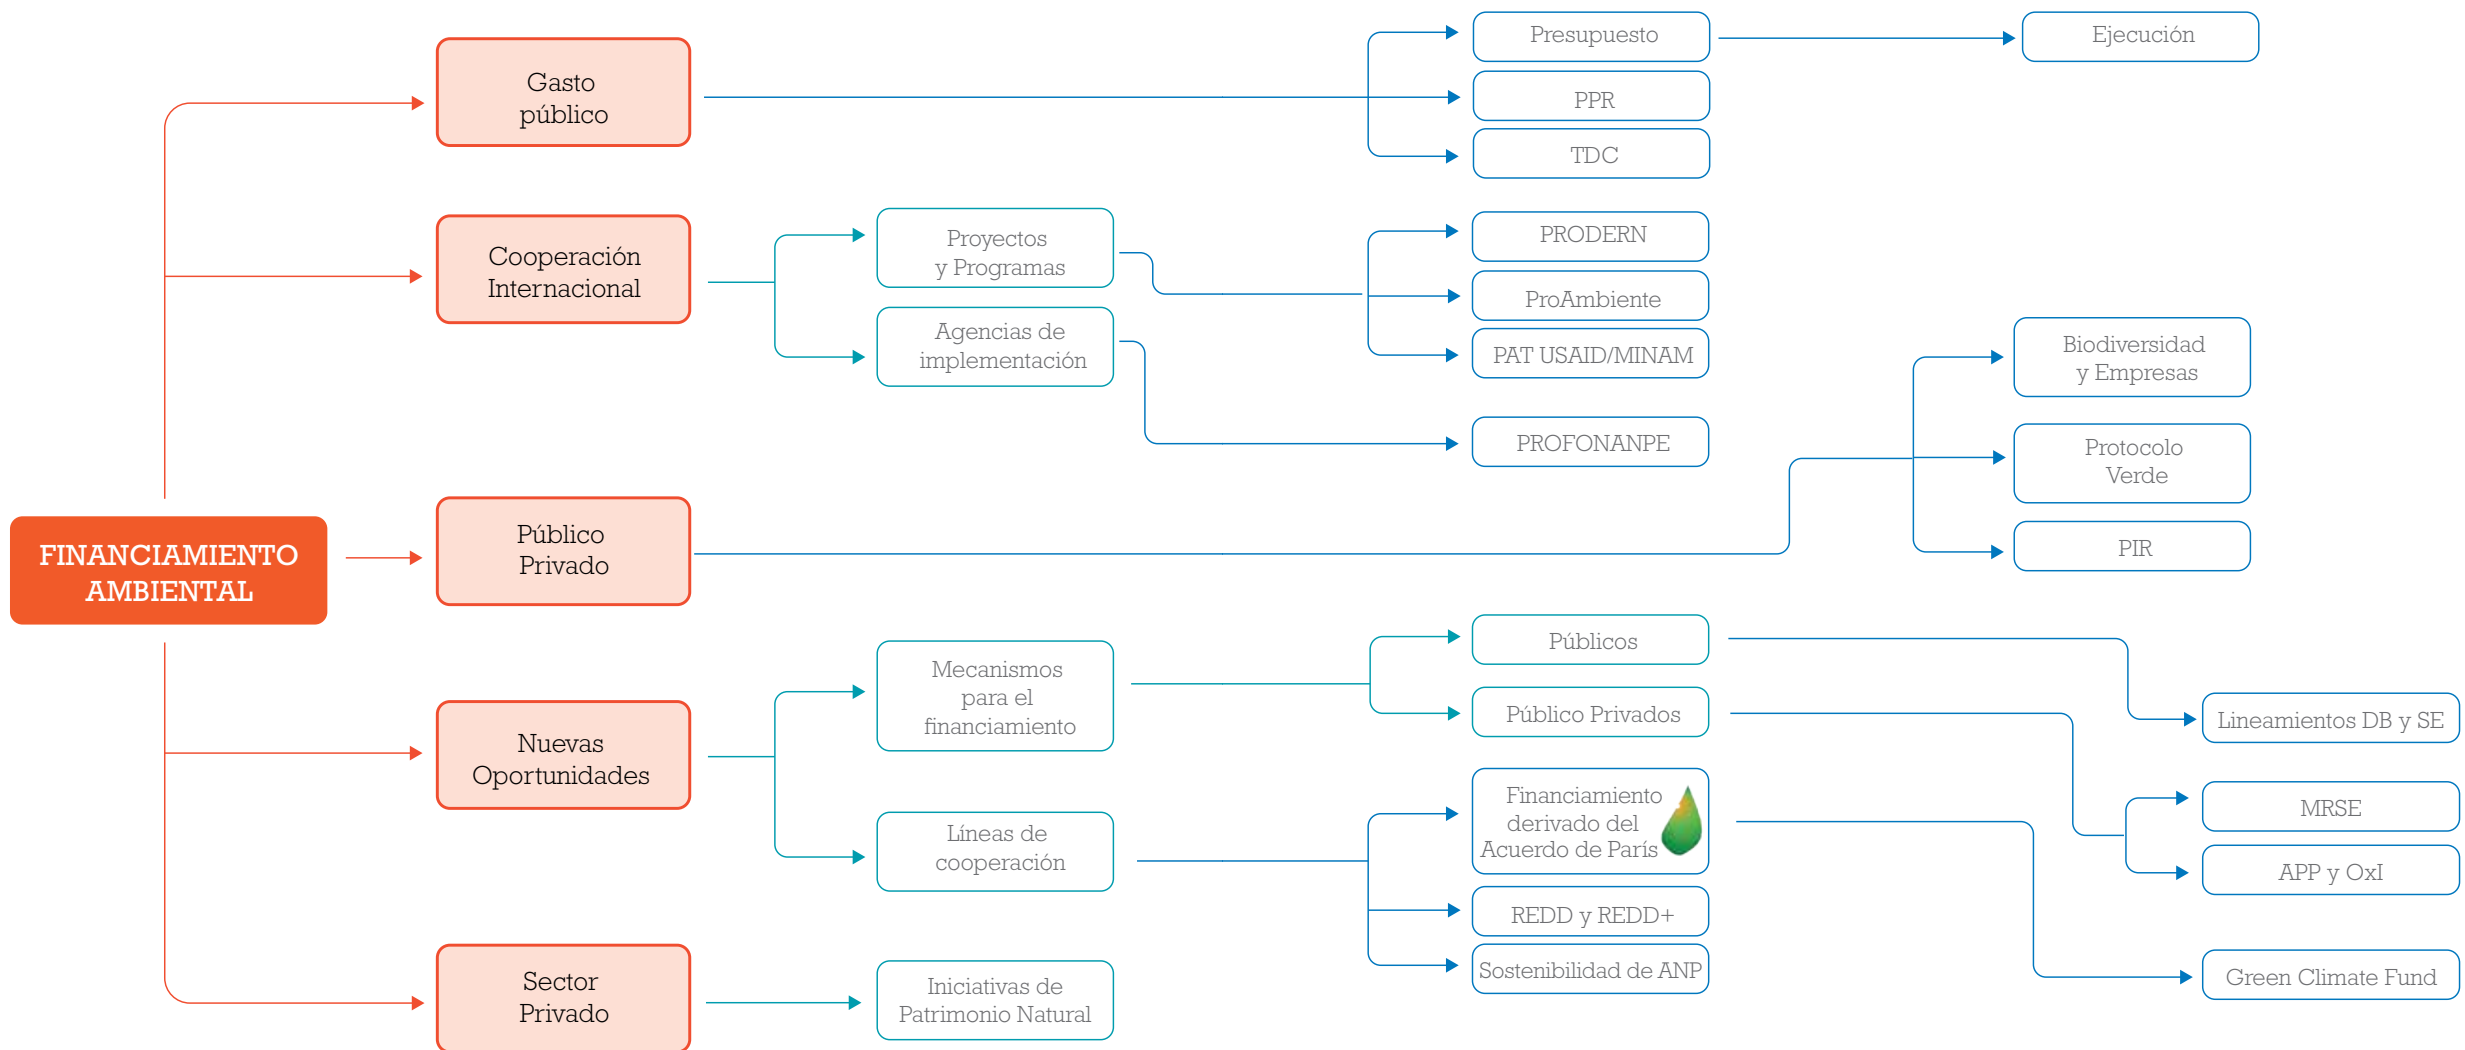 FINANCIAMIENTO
AMBIENTAL
Gasto
público
Presupuesto
Ejecución
PPR
TDC
Cooperación
Internacional
Proyectos
y Programas
PRODERN
ProAmbiente
PAT USAID/MINAM
Agencias de
implementación
PROFONANPE
Público
Privado
Biodiversidad
y Empresas
Protocolo
Verde
PIR
Nuevas
Oportunidades
Mecanismos
para el
financiamiento
Públicos
Lineamientos DB y SE
Público Privados
MRSE
APP y OxI
Líneas de
cooperación
Financiamiento
derivado del
Acuerdo de París
Green Climate Fund
REDD y REDD+
Sostenibilidad de ANP
Sector
Privado
Iniciativas de
Patrimonio Natural